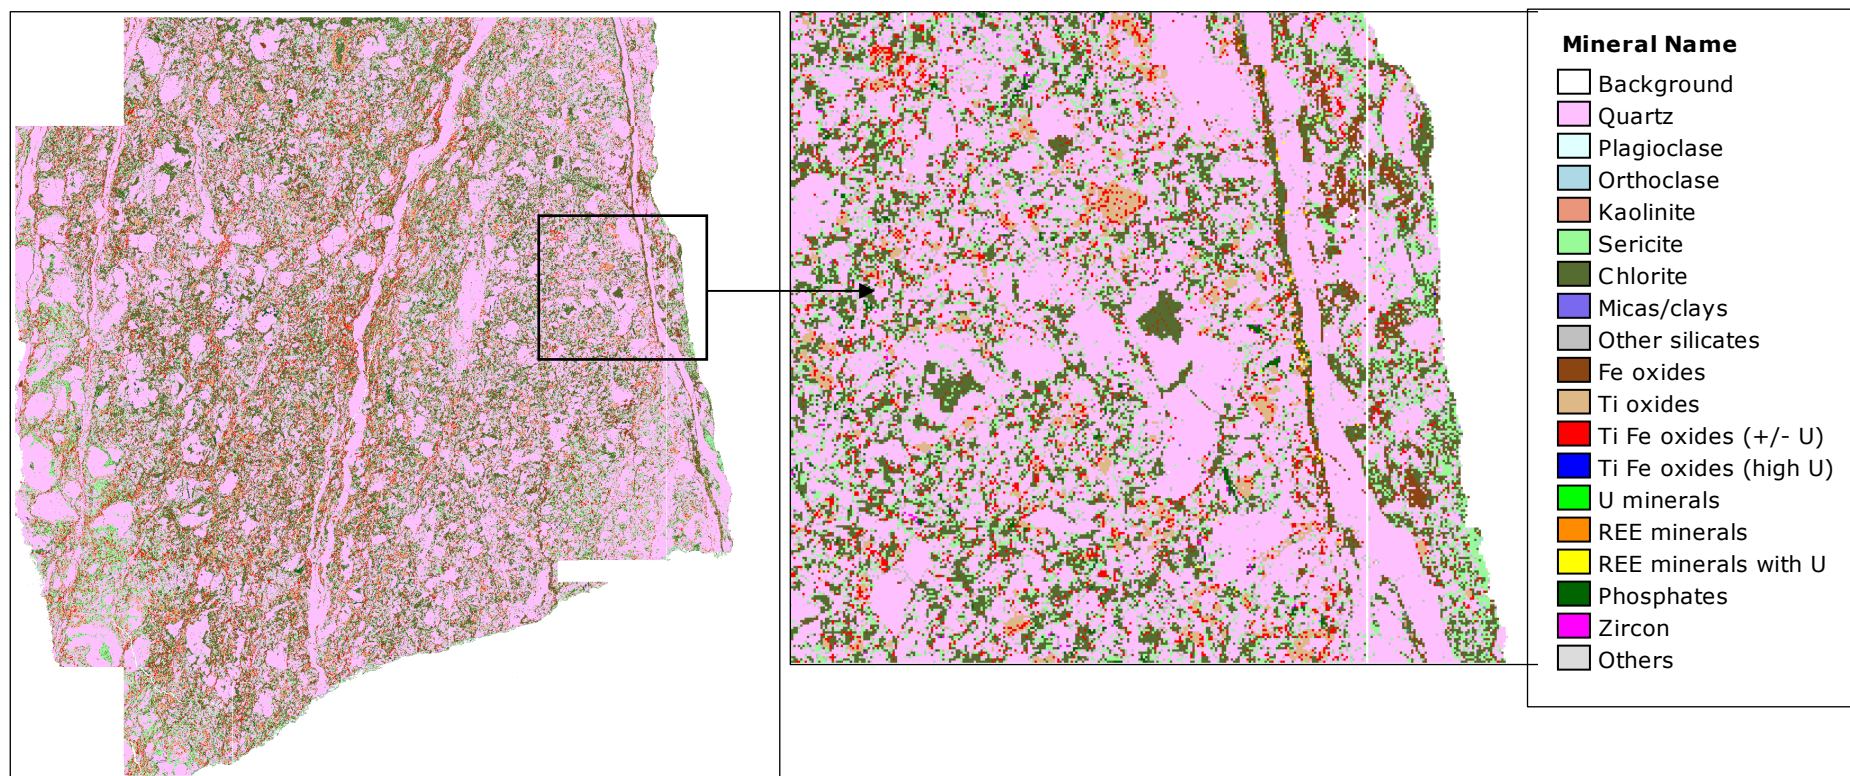 Mineral Name
Background
Quartz
Plagioclase
Orthoclase
Kaolinite
Sericite
Chlorite
Micas/clays
Other silicates
Fe oxides
Ti oxides
Ti Fe oxides (+/- U)
Ti Fe oxides (high U)
U minerals
REE minerals
REE minerals with U
Phosphates
Zircon
Others